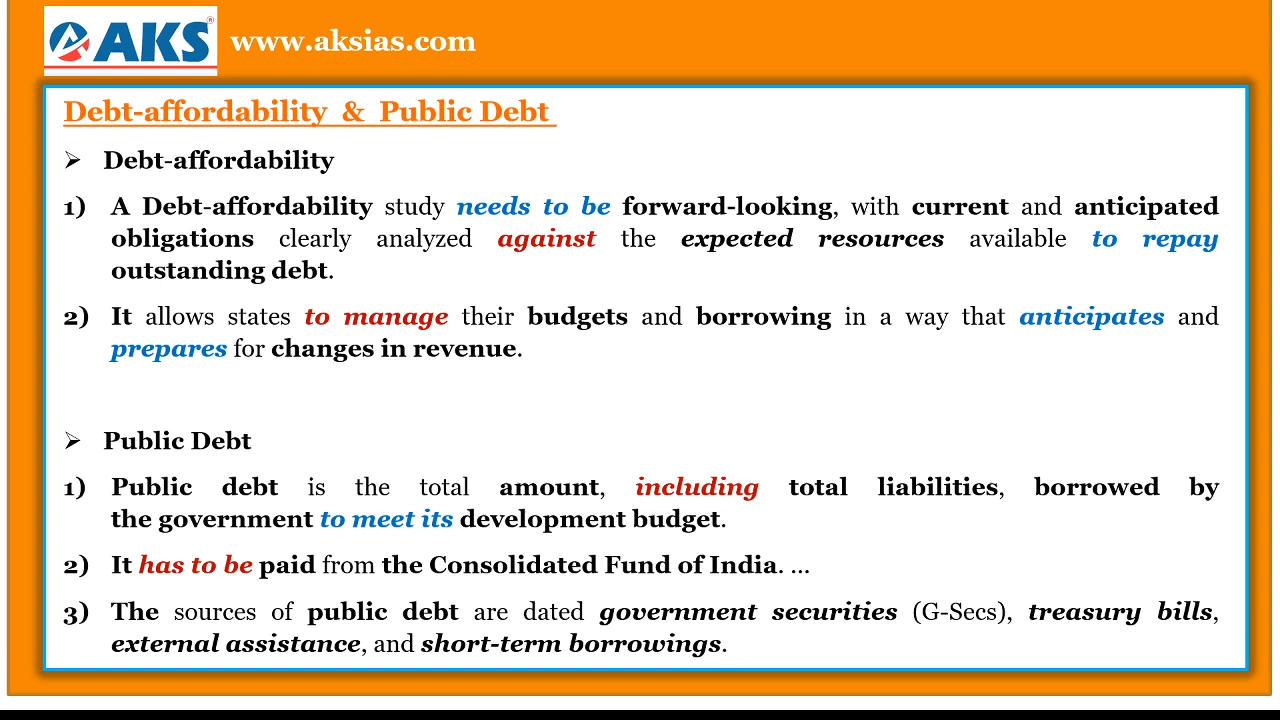 AKS® www.aksias.com
Debt-affordability & Public Debt
➢ Debt-affordability
1) A Debt-affordability study needs to be forward-looking, with current and anticipated
obligations clearly analyzed against the expected resources available to repay
outstanding debt.
2) It allows states to manage their budgets and borrowing in a way that anticipates and
prepares for changes in revenue.
➢ Public Debt
1) Public debt is the total amount, including total liabilities, borrowed by
the government to meet its development budget.
2) It has to be paid from the Consolidated Fund of India. ...
3) The sources of public debt are dated government securities (G-Secs), treasury bills,
external assistance, and short-term borrowings.